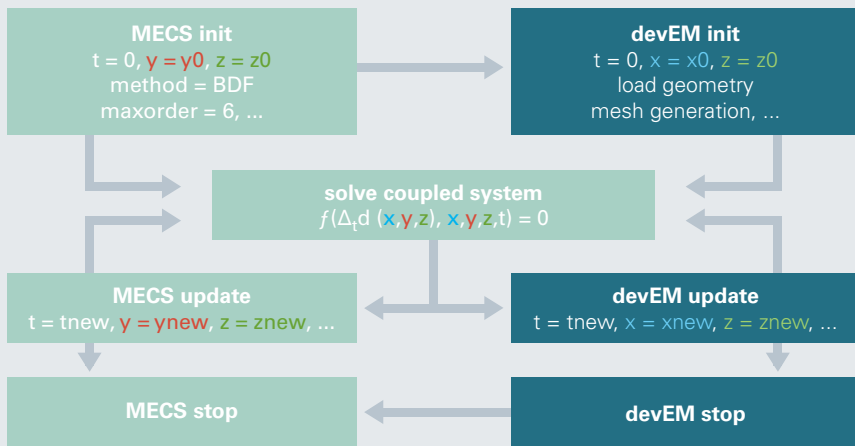 MECS init
t = 0, y = y0, z = z0
method = BDF
maxorder = 6, ...
devEM init
t = 0, x = x0, z = z0
load geometry
mesh generation, ...
solve coupled system
ƒ(Δₜd (x,y,z), x,y,z,t) = 0
MECS update
t = tnew, y = ynew, z = znew, ...
devEM update
t = tnew, x = xnew, z = znew, ...
MECS stop
devEM stop